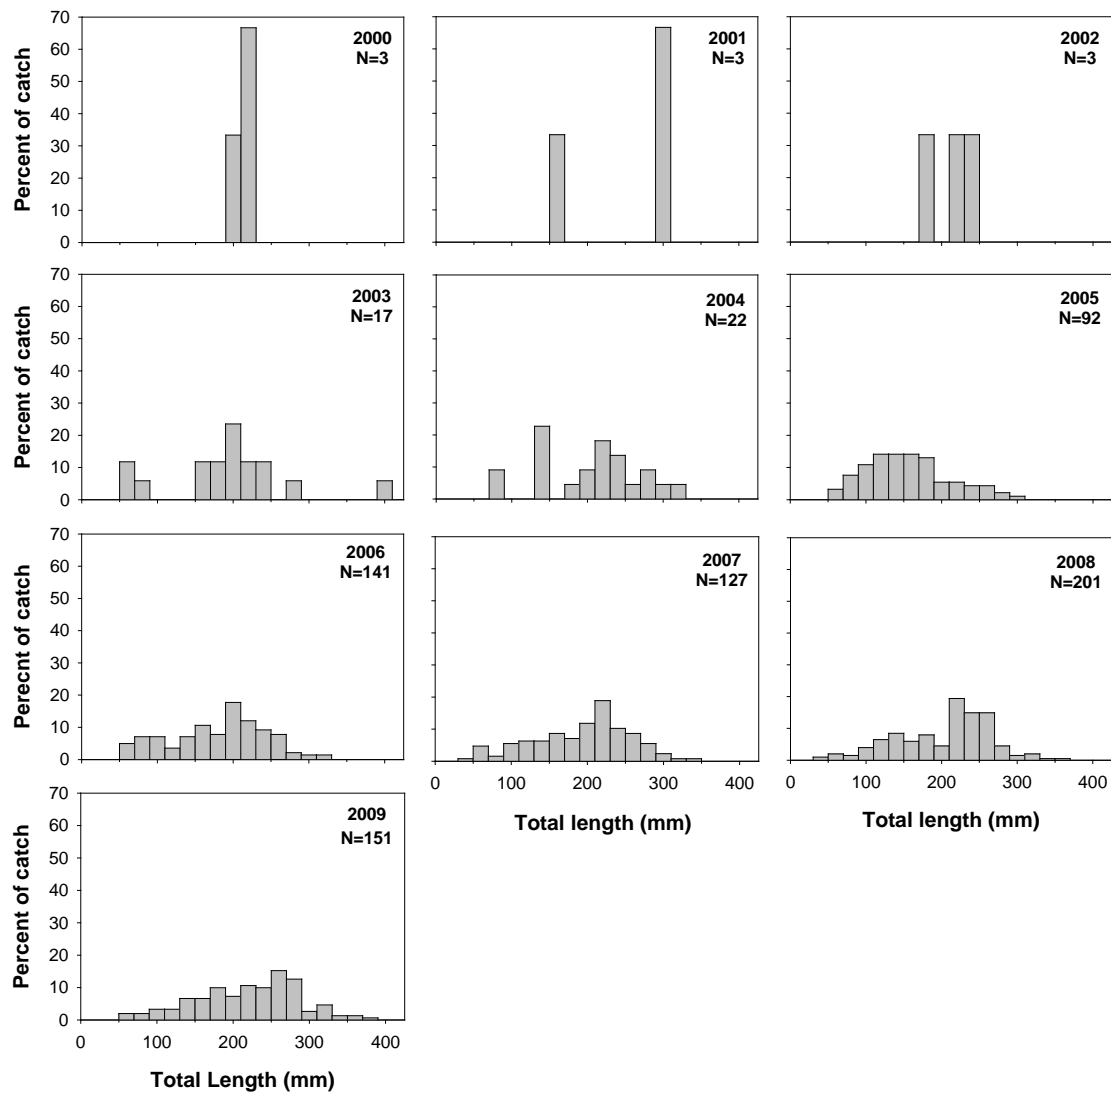 Percent of catch
70
60
50
40
30
20
10
0
2000
N=3
2001
N=3
2002
N=3
Percent of catch
70
60
50
40
30
20
10
0
2003
N=17
2004
N=22
2005
N=92
Perecnt of catch
70
60
50
40
30
20
10
0
2006
N=141
2007
N=127
2008
N=201
0 100 200 300 400
Total length (mm)
0 100 200 300 400
Total length (mm)
Percent of catch
70
60
50
40
30
20
10
0
2009
N=151
0 100 200 300 400
Total Length (mm)